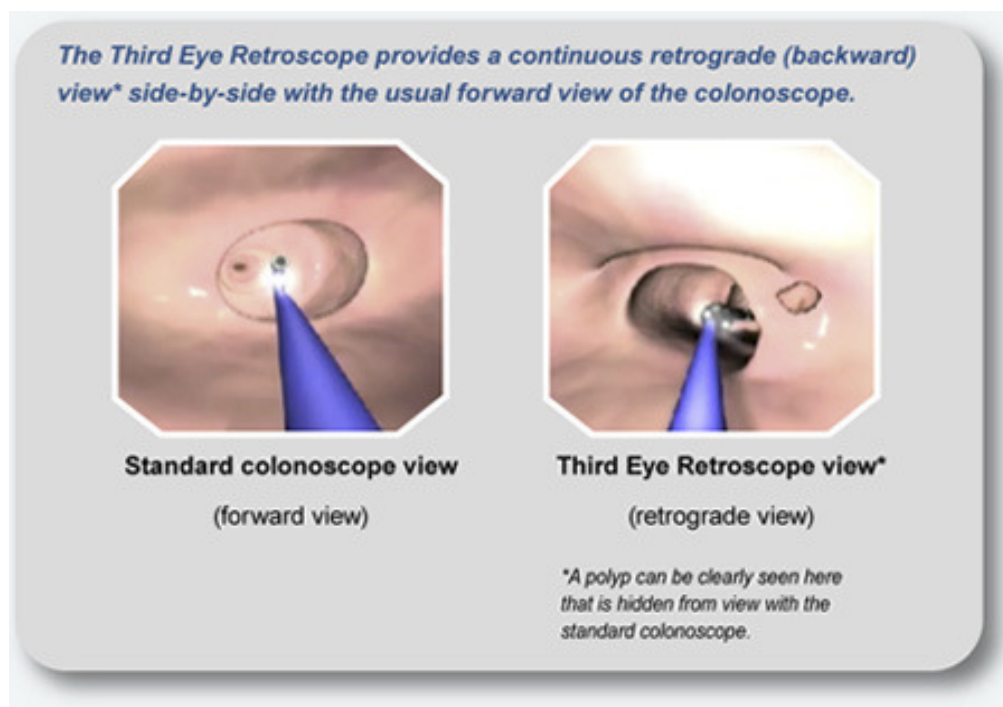 The Third Eye Retroscope provides a continuous retrograde (backward)
view* side-by-side with the usual forward view of the colonoscope.
Standard colonoscope view
(forward view)
Third Eye Retroscope view*
(retrograde view)
*A polyp can be clearly seen here
that is hidden from view with the
standard colonoscope.